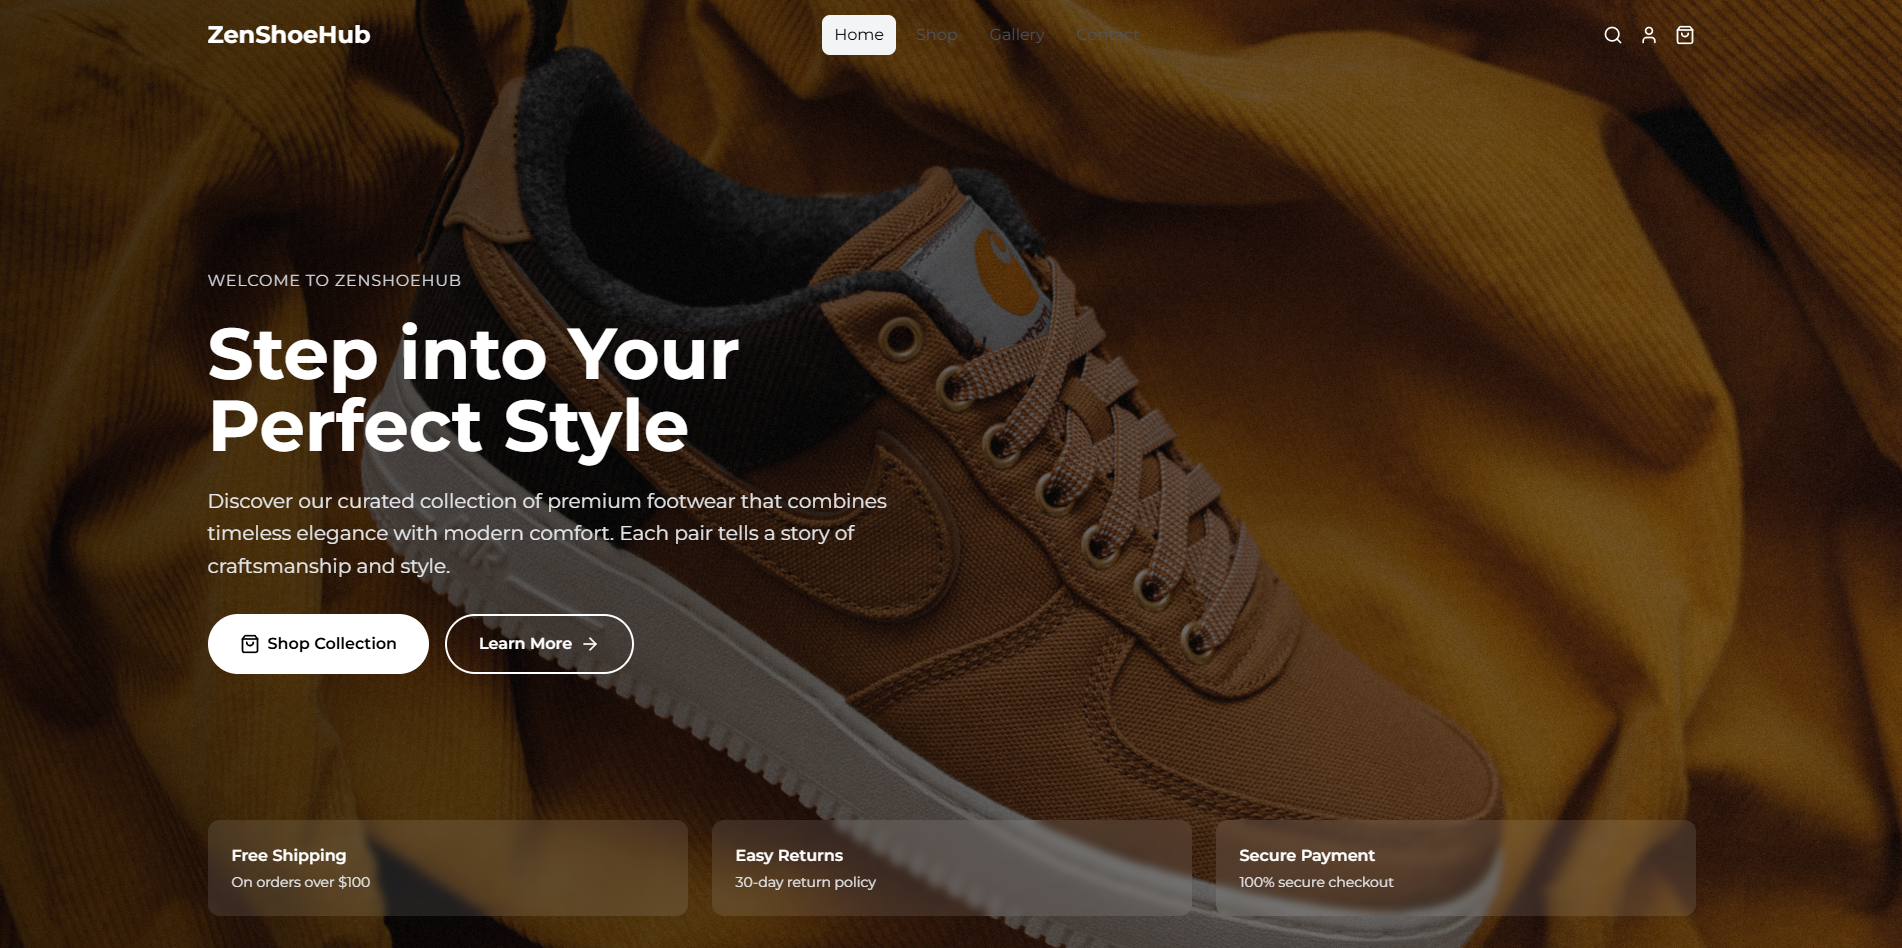 ZenShoeHub
Home Shop Gallery Contact
WELCOME TO ZENSHOEHUB
Step into Your
Perfect Style
Discover our curated collection of premium footwear that combines
timeless elegance with modern comfort. Each pair tells a story of
craftsmanship and style.
Shop Collection
Learn More →
Free Shipping
On orders over $100
Easy Returns
30-day return policy
Secure Payment
100% secure checkout